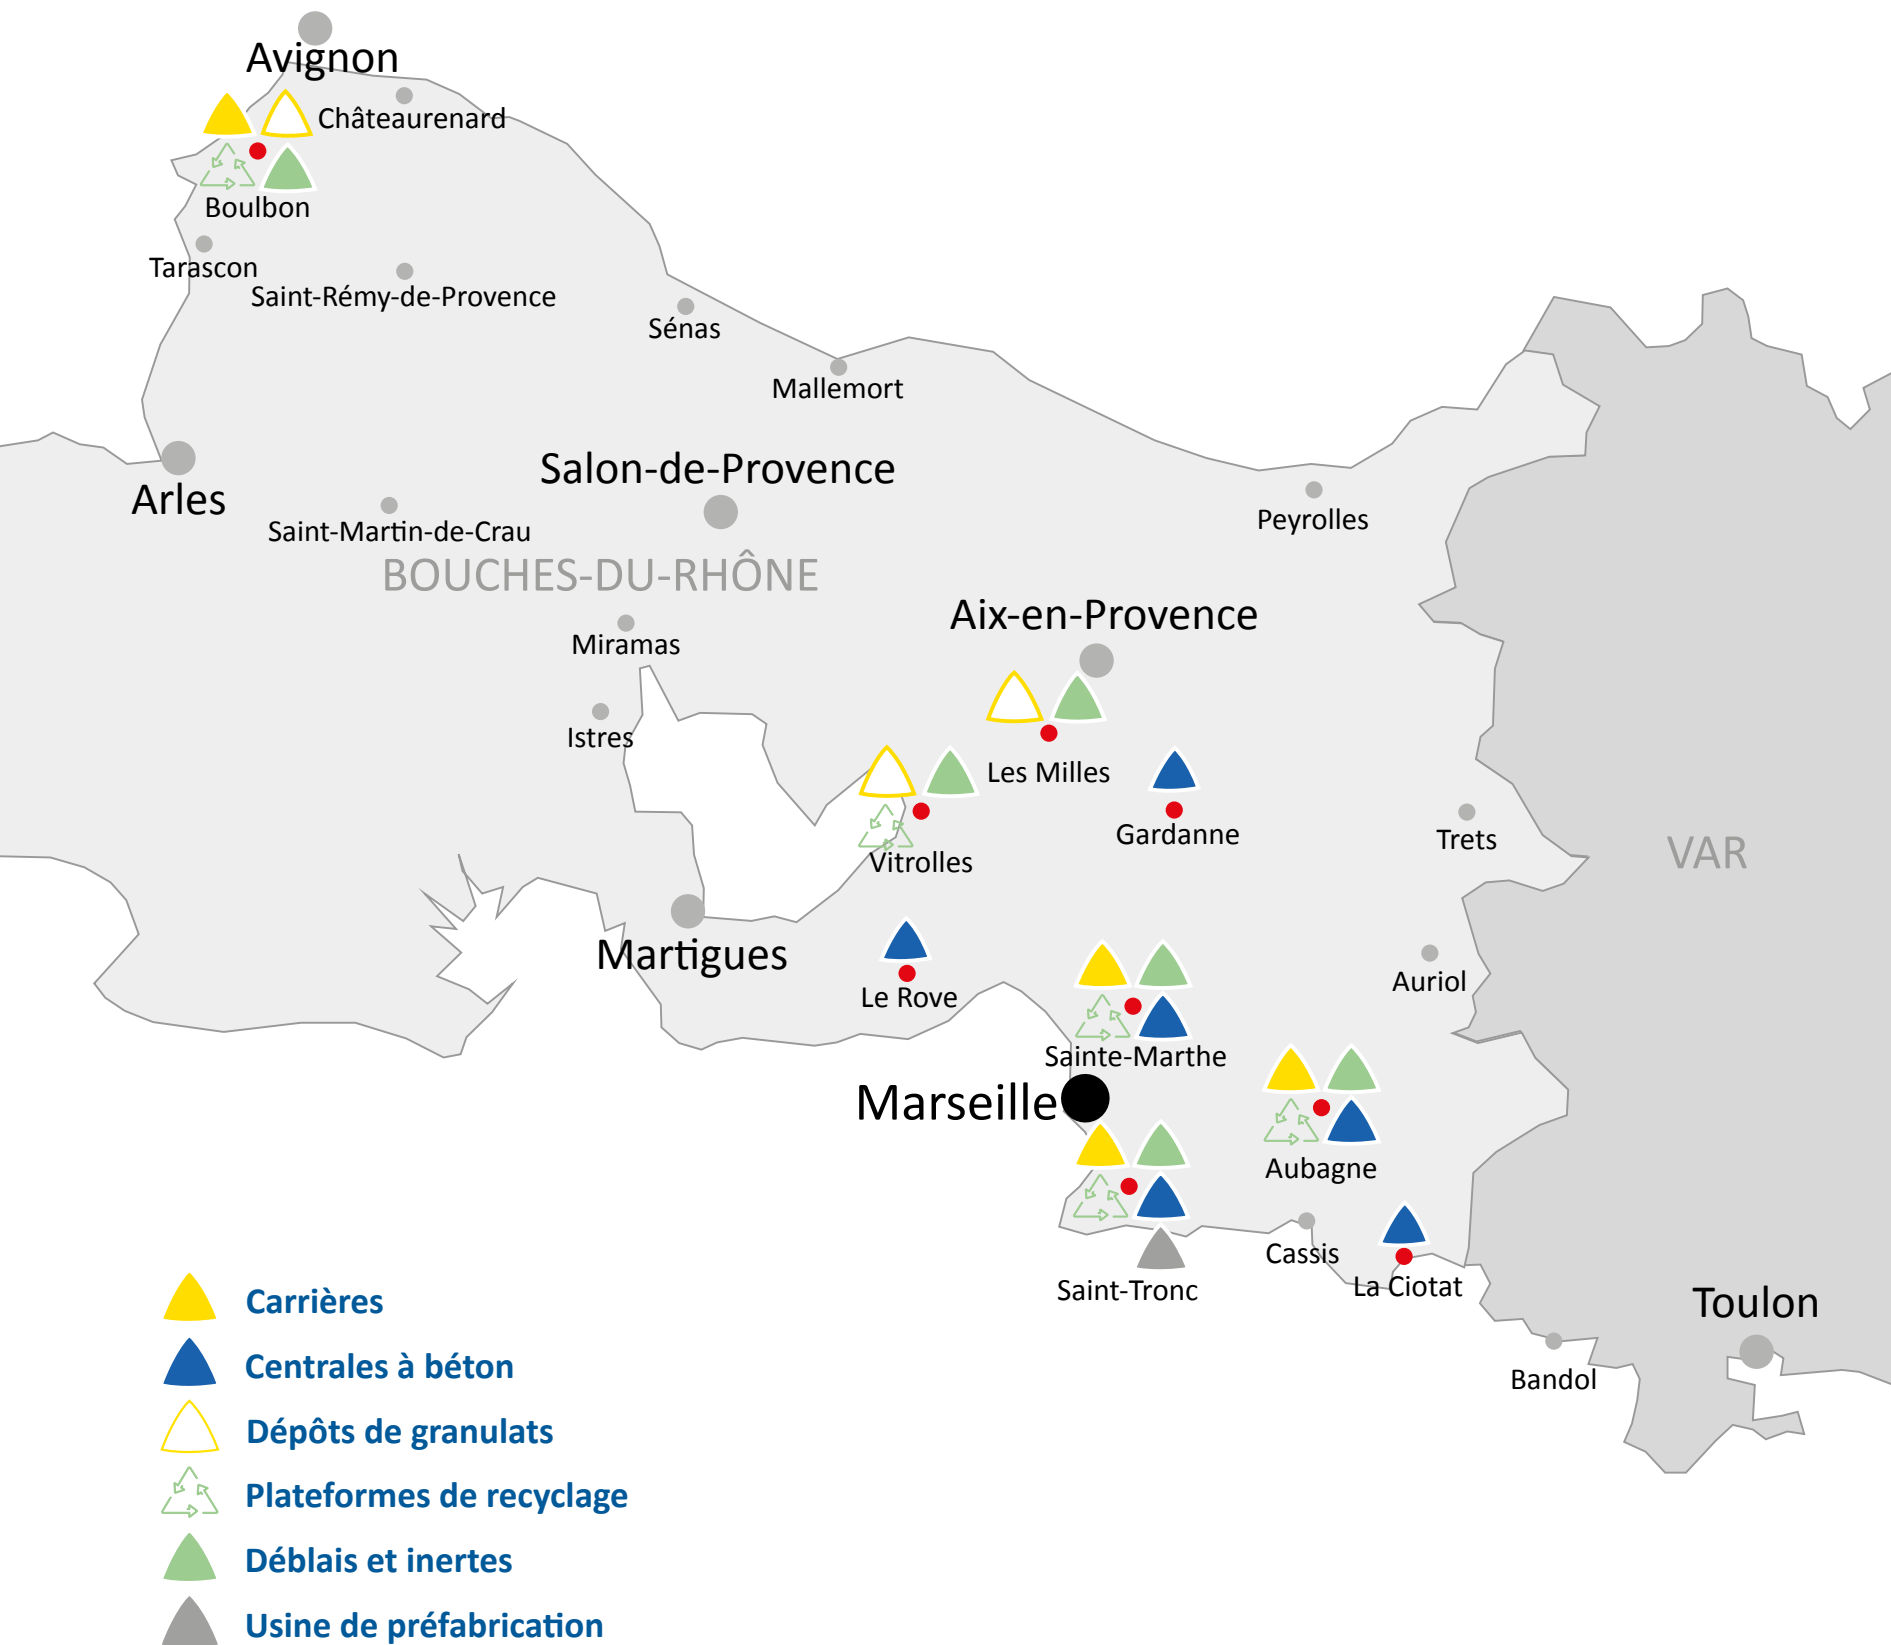 Avignon
Châteaurenard
Boulbon
Tarascon
Saint-Rémy-de-Provence
Sénas
Mallemort
Salon-de-Provence
Arles
Saint-Martin-de-Crau
Peyrolles
BOUCHES-DU-RHÔNE
Aix-en-Provence
Miramas
Istres
Les Milles
Gardanne
Trets
VAR
Vitrolles
Martigues
Auriol
Le Rove
Sainte-Marthe
Marseille
Aubagne
Cassis
La Ciotat
Saint-Tronc
Toulon
Bandol
Carrières
Centrales à béton
Dépôts de granulats
Plateformes de recyclage
Déblais et inertes
Usine de préfabrication